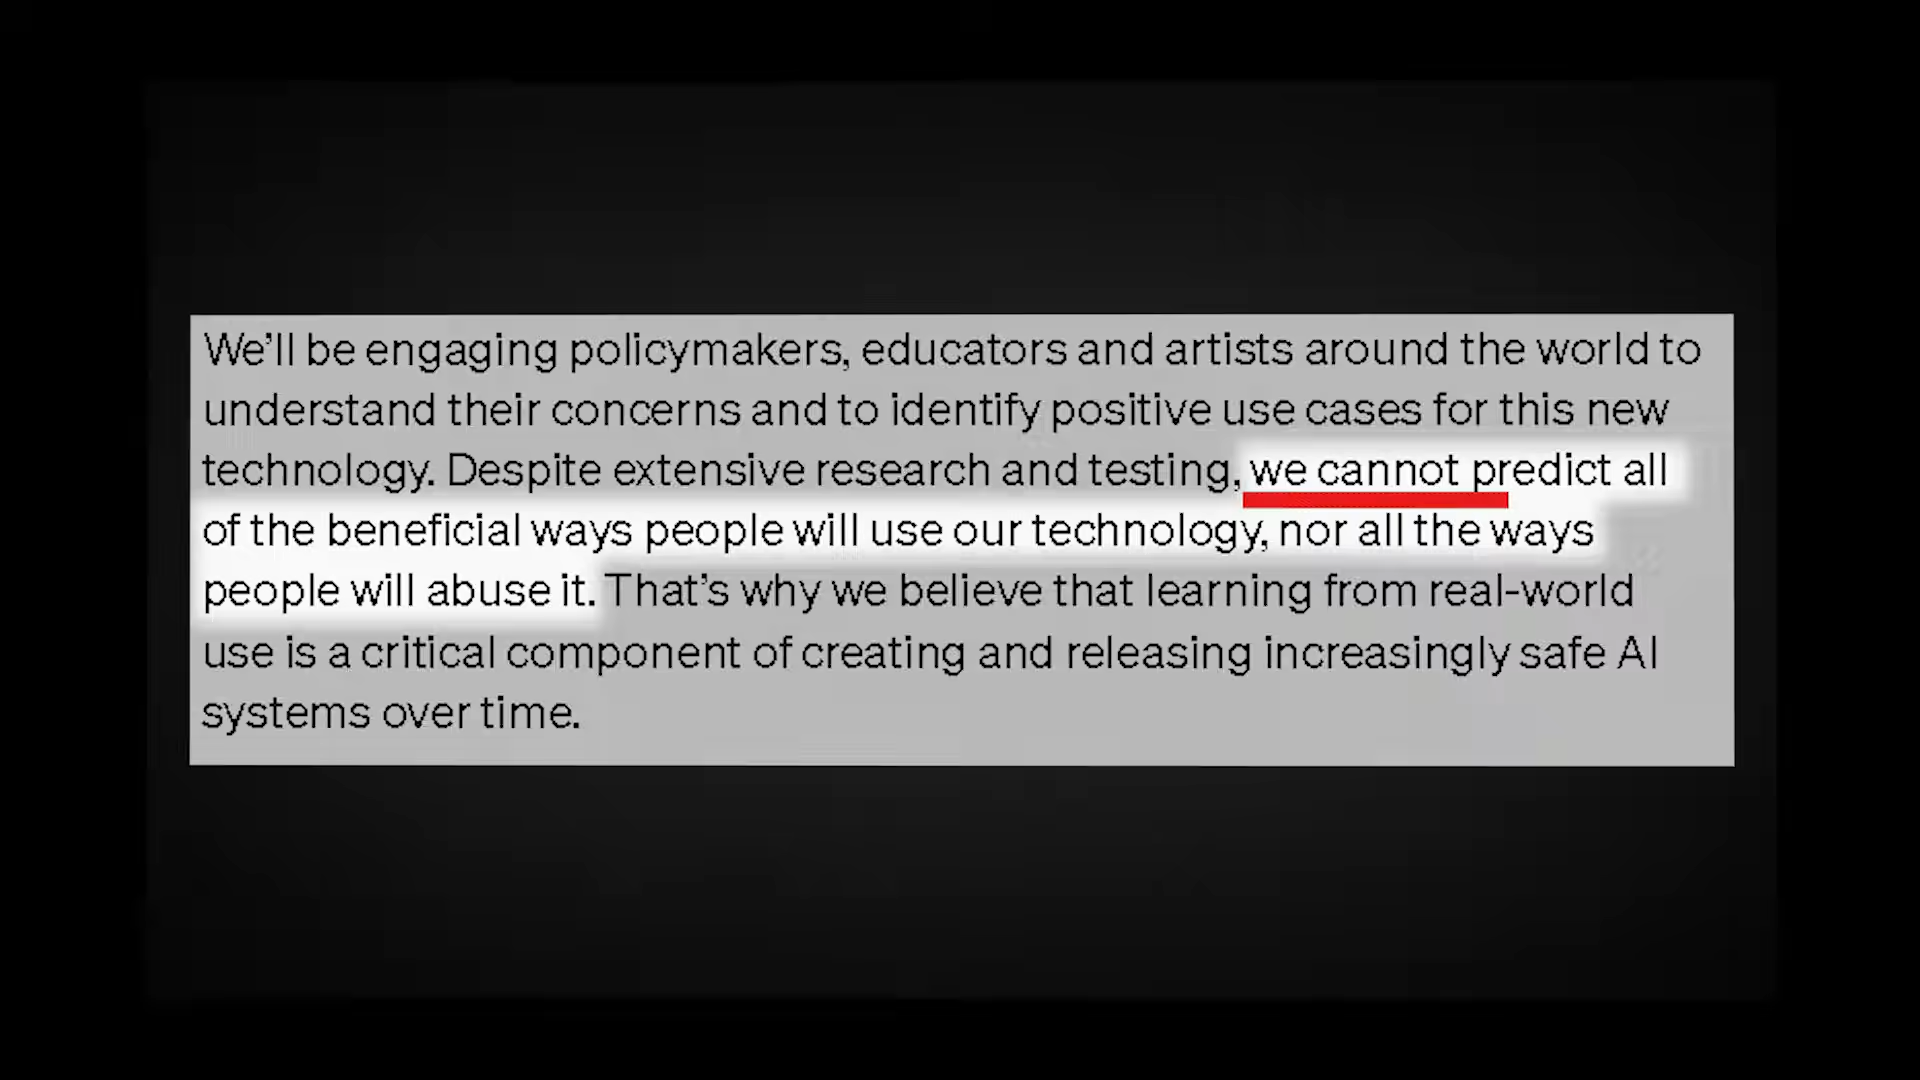 We’ll be engaging policymakers, educators and artists around the world to
understand their concerns and to identify positive use cases for this new
technology. Despite extensive research and testing, we cannot predict all
of the beneficial ways people will use our technology, nor all the ways
people will abuse it. That’s why we believe that learning from real-world
use is a critical component of creating and releasing increasingly safe AI
systems over time.